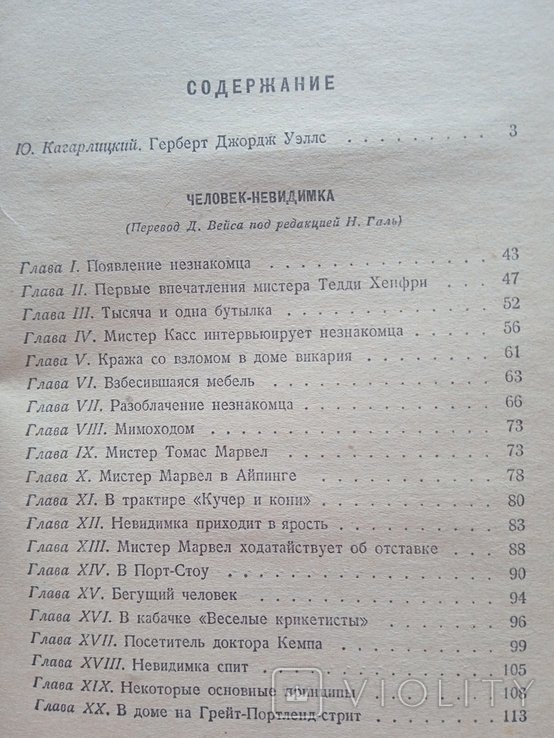 СОДЕРЖАНИЕ
Ю. Кагарлицкий. Герберт Джордж Уэллс . . . . . . . . . 3
ЧЕЛОВЕК-НЕВИДИМКА
(Перевод Д. Вейса под редакцией Н. Галь)
Глава I. Появление незнакомца . . . . . . . . . . 43
Глава II. Первые впечатления мистера Тедди Хенфри . . . . 47
Глава III. Тысяча и одна бутылка . . . . . . . . . 52
Глава IV. Мистер Касс интервьюирует незнакомца . . . . 56
Глава V. Кража со взломом в доме викария . . . . . . 61
Глава VI. Взбесившаяся мебель . . . . . . . . . . 63
Глава VII. Разоблачение незнакомца . . . . . . . . 66
Глава VIII. Мимоходом . . . . . . . . . . . . 73
Глава IX. Мистер Томас Марвел . . . . . . . . . 73
Глава X. Мистер Марвел в Айпинге . . . . . . . . 78
Глава XI. В трактире «Кучер и кони» . . . . . . . 80
Глава XII. Невидимка приходит в ярость . . . . . . . 83
Глава XIII. Мистер Марвел ходатайствует об отставке . . . 88
Глава XIV. В Порт-Стоу . . . . . . . . . . . . 90
Глава XV. Бегущий человек . . . . . . . . . . . 94
Глава XVI. В кабачке «Веселые крикетисты» . . . . . . 96
Глава XVII. Посетитель доктора Кемпа . . . . . . . 99
Глава XVIII. Невидимка спит . . . . . . . . . . 105
Глава XIX. Некоторые основные принципы . . . . . . 108
Глава XX. В доме на Грейт-Портленд-стрит . . . . . . 113
VIOLITY